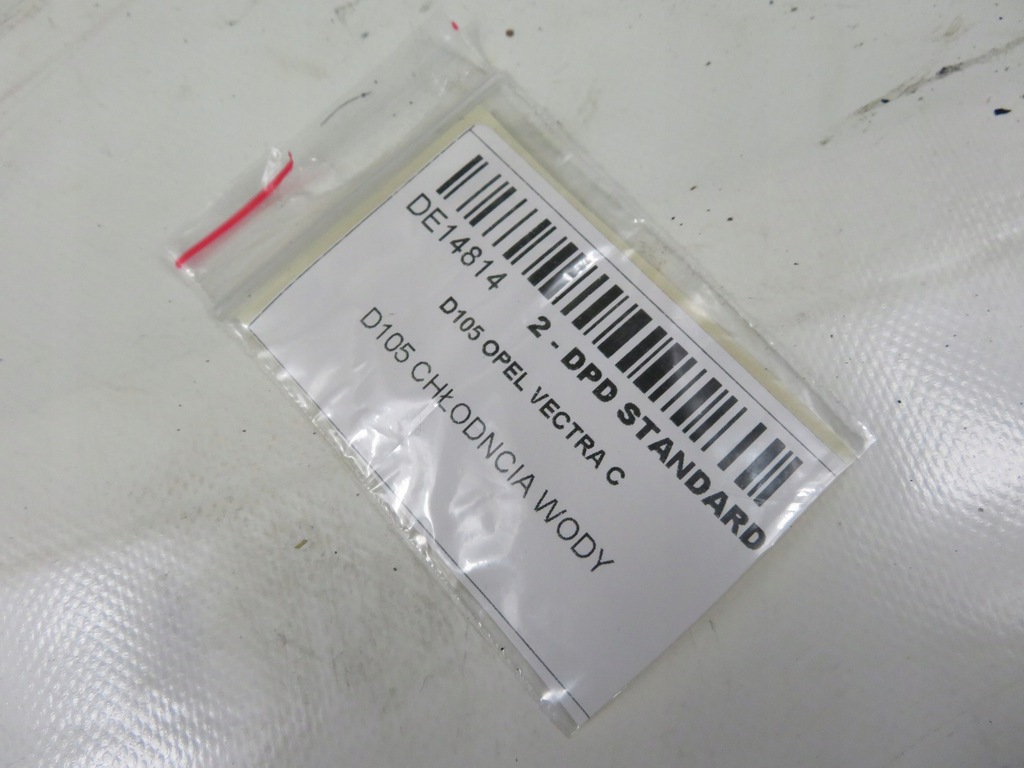 DE14814 2 - DPD STANDARD
D105 OPEL VECTRA C
D105 CHŁODNCIA WODY